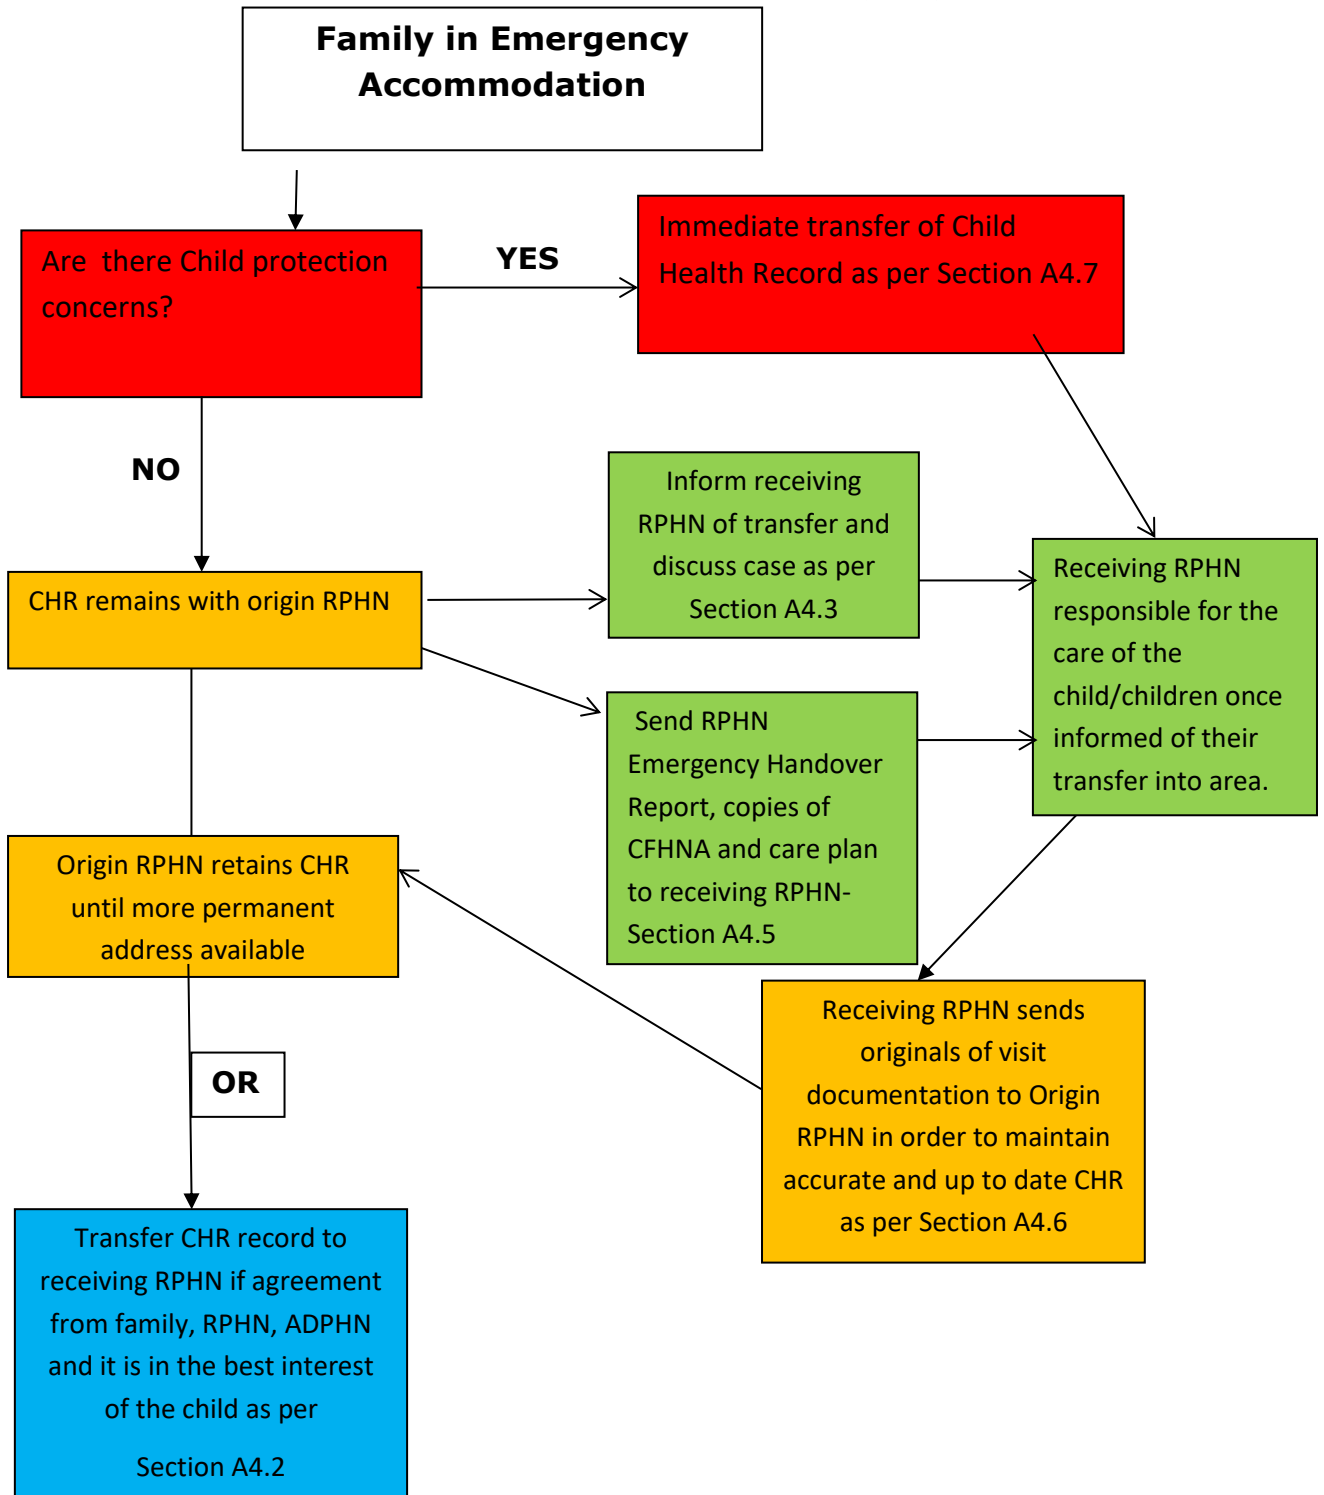 Family in Emergency
Accommodation
Are  there Child protection
concerns?
YES
Immediate transfer of Child
Health Record as per Section A4.7
NO
Inform receiving
RPHN of transfer and
discuss case as per
Section A4.3
CHR remains with origin RPHN
Receiving RPHN
responsible for the
care of the
child/children once
informed of their
transfer into area.
Send RPHN
Emergency Handover
Report, copies of
CFHNA and care plan
to receiving RPHN-
Section A4.5
Origin RPHN retains CHR
until more permanent
address available
Receiving RPHN sends
originals of visit
documentation to Origin
RPHN in order to maintain
accurate and up to date CHR
as per Section A4.6
OR
Transfer CHR record to
receiving RPHN if agreement
from family, RPHN, ADPHN
and it is in the best interest
of the child as per
Section A4.2